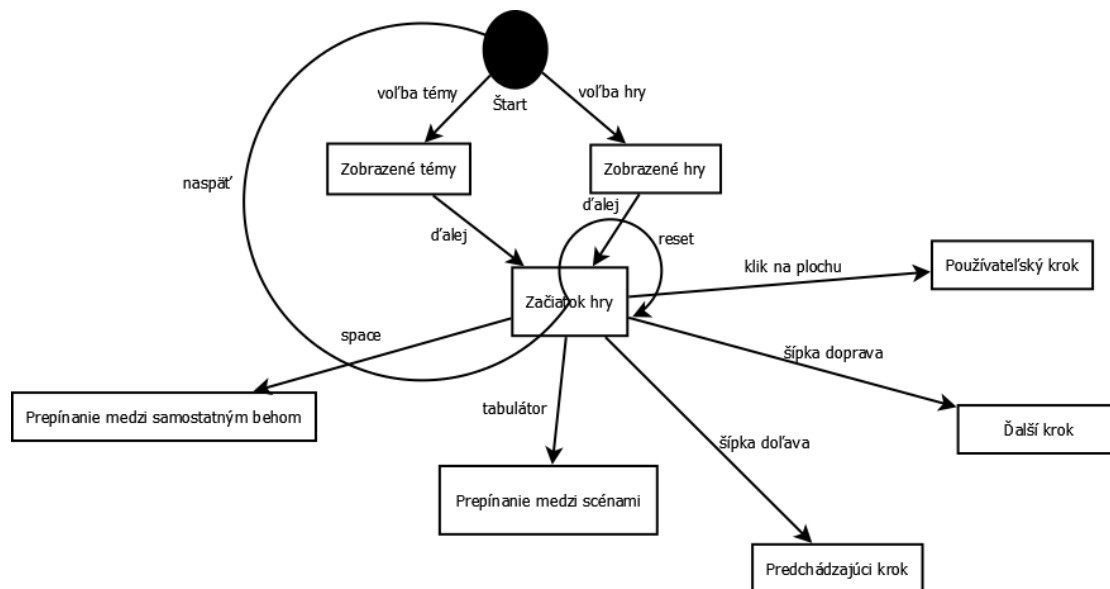 voľba témy
Štart
voľba hry
Zobrazené témy
Zobrazené hry
naspäť
ďalej
ďalej
reset
Začiatok hry
klik na plochu
Používateľský krok
space
šípka doprava
Prepínanie medzi samostatným behom
tabulátor
šípka doľava
Ďalší krok
Prepínanie medzi scénami
Predchádzajúci krok